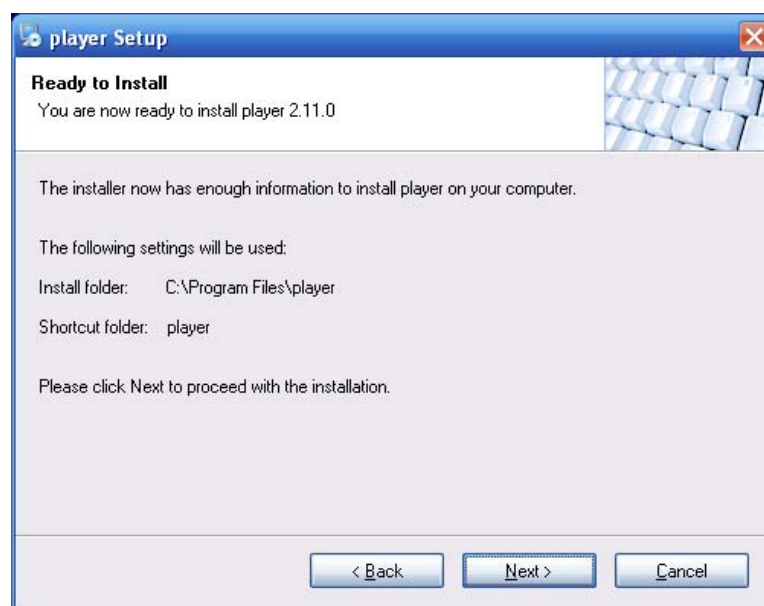 player Setup
Ready to Install
You are now ready to install player 2.11.0
The installer now has enough information to install player on your computer.
The following settings will be used:
Install folder: C:\Program Files\player
Shortcut folder: player
Please click Next to proceed with the installation.
< Back Next > Cancel